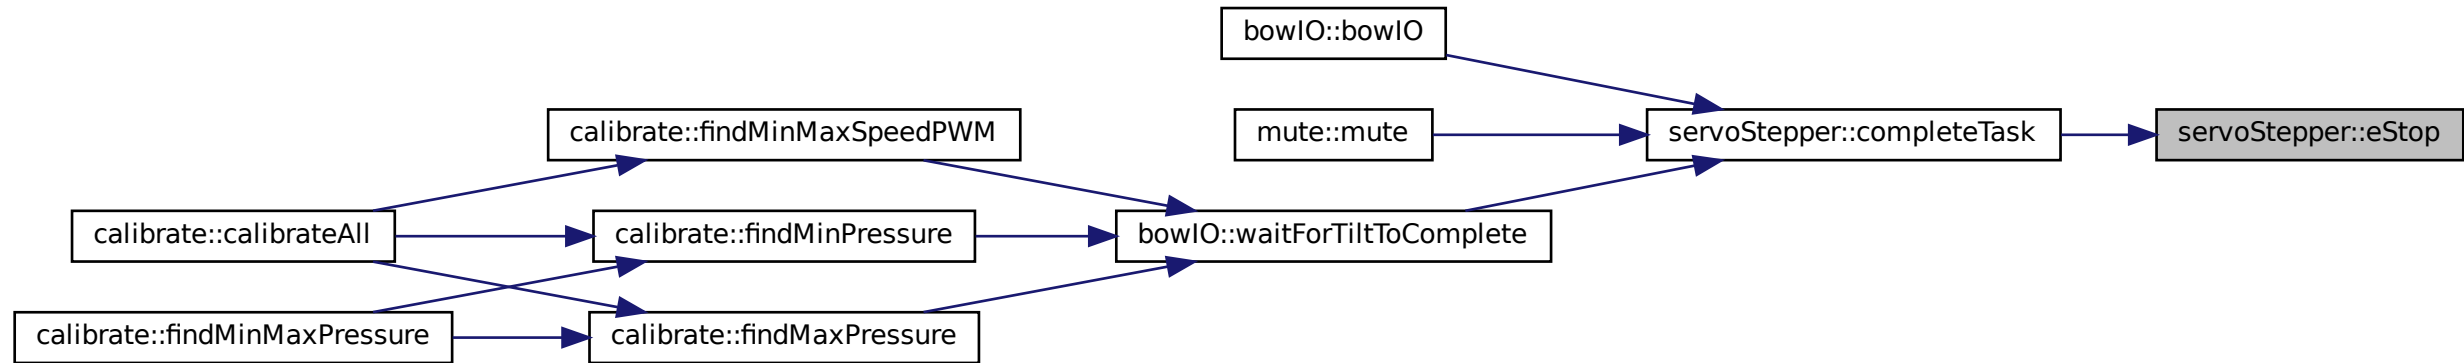 bowIO::bowIO
calibrate::findMinMaxSpeedPWM
mute::mute
servoStepper::completeTask
servoStepper::eStop
calibrate::calibrateAll
calibrate::findMinPressure
bowIO::waitForTiltToComplete
calibrate::findMinMaxPressure
calibrate::findMaxPressure